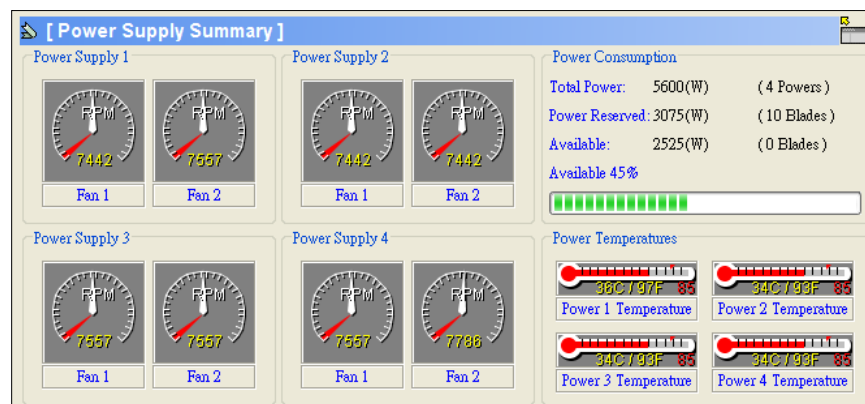 [ Power Supply Summary ]
Power Supply 1
RPM
7442
RPM
7557
Fan 1
Fan 2
Power Supply 2
RPM
7442
RPM
7442
Fan 1
Fan 2
Power Consumption
Total Power: 5600(W) ( 4 Powers )
Power Reserved: 3075(W) ( 10 Blades )
Available: 2525(W) ( 0 Blades )
Available 45%
Power Supply 3
RPM
7557
RPM
7557
Fan 1
Fan 2
Power Supply 4
RPM
7557
RPM
7786
Fan 1
Fan 2
Power Temperatures
36C / 97F 85
Power 1 Temperature
34C / 93F 85
Power 2 Temperature
34C / 93F 85
Power 3 Temperature
34C / 93F 85
Power 4 Temperature